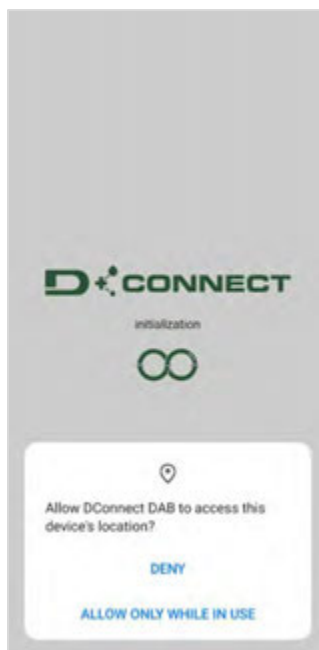 D CONNECT
initialization
Allow DConnect DAB to access this
device's location?
DENY
ALLOW ONLY WHILE IN USE